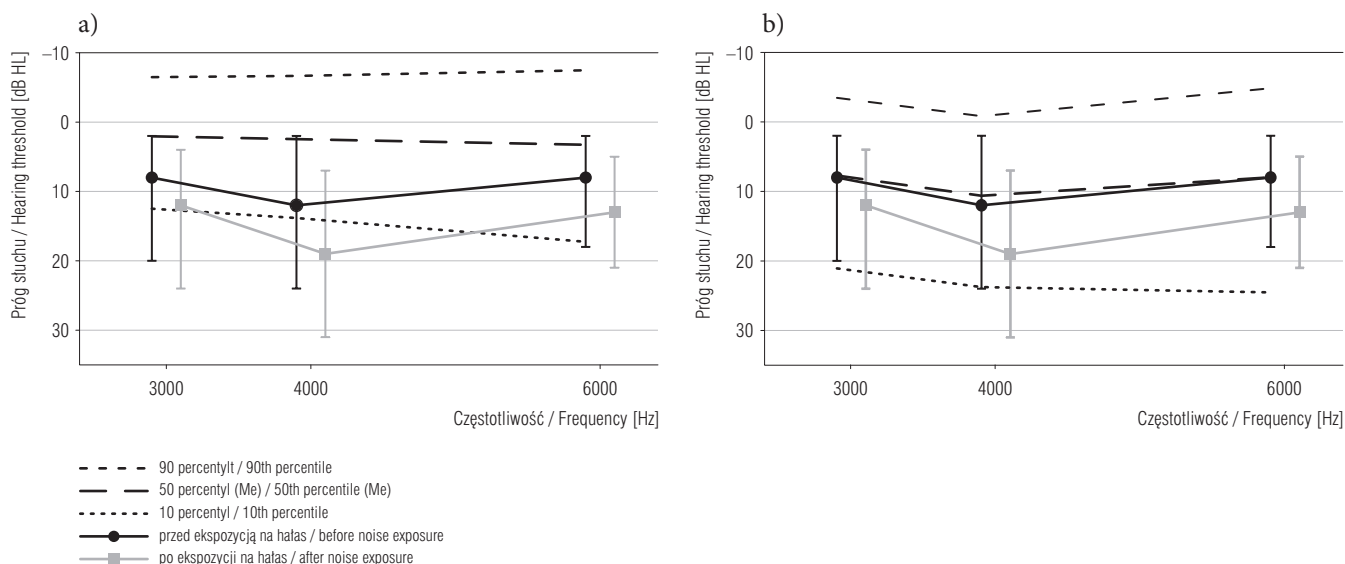 a)
Próg słuchu / Hearing threshold [dB HL]
–10
0
10
20
30
3000
4000
6000
Częstotliwość / Frequency [Hz]
b)
Próg słuchu / Hearing threshold [dB HL]
–10
0
10
20
30
3000
4000
6000
Częstotliwość / Frequency [Hz]
90 percentylt / 90th percentile
50 percentyl (Me) / 50th percentile (Me)
10 percentyl / 10th percentile
przed ekspozycją na hałas / before noise exposure
po ekspozycji na hałas / after noise exposure